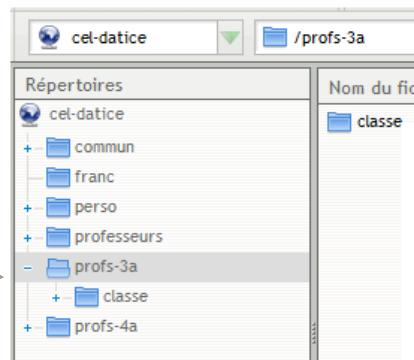 cel-datice
/profs-3a
Répertoires
Nom du fic
cel-datice
classe
commun
franc
perso
professeurs
profs-3a
classe
profs-4a